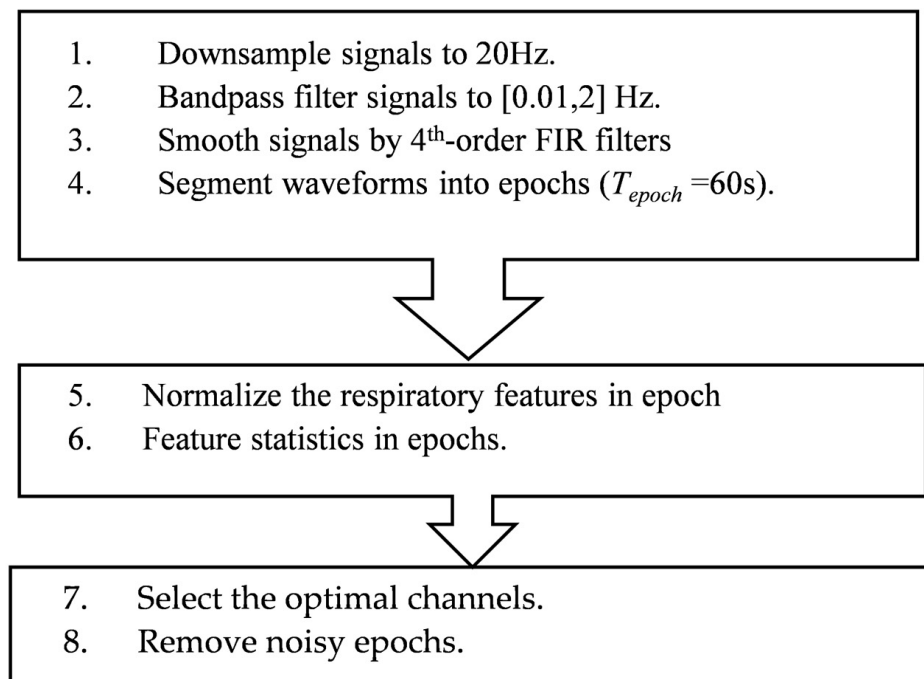 1. Downsample signals to 20Hz.
2. Bandpass filter signals to [0.01,2] Hz.
3. Smooth signals by 4th-order FIR filters
4. Segment waveforms into epochs (Tepoch =60s).
5. Normalize the respiratory features in epoch
6. Feature statistics in epochs.
7. Select the optimal channels.
8. Remove noisy epochs.